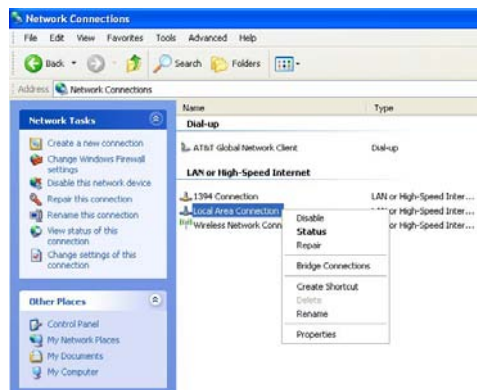 Network Connections
File Edit View Favorites Tools Advanced Help
Back Search Folders
Address Network Connections
Name Type
Network Tasks
Create a new connection
Change Windows Firewall
settings
Disable this network device
Repair this connection
Rename this connection
View status of this
connection
Change settings of this
connection
Other Places
Control Panel
My Network Places
My Documents
My Computer
Dial-up
AT&T Global Network Client Dial-up
LAN or High-Speed Internet
1394 Connection LAN or High-Speed Inter...
Local Area Connection LAN or High-Speed Inter...
Wireless Network Conn or High-Speed Inter...
Disable
Status
Repair
Bridge Connections
Create Shortcut
Delete
Rename
Properties